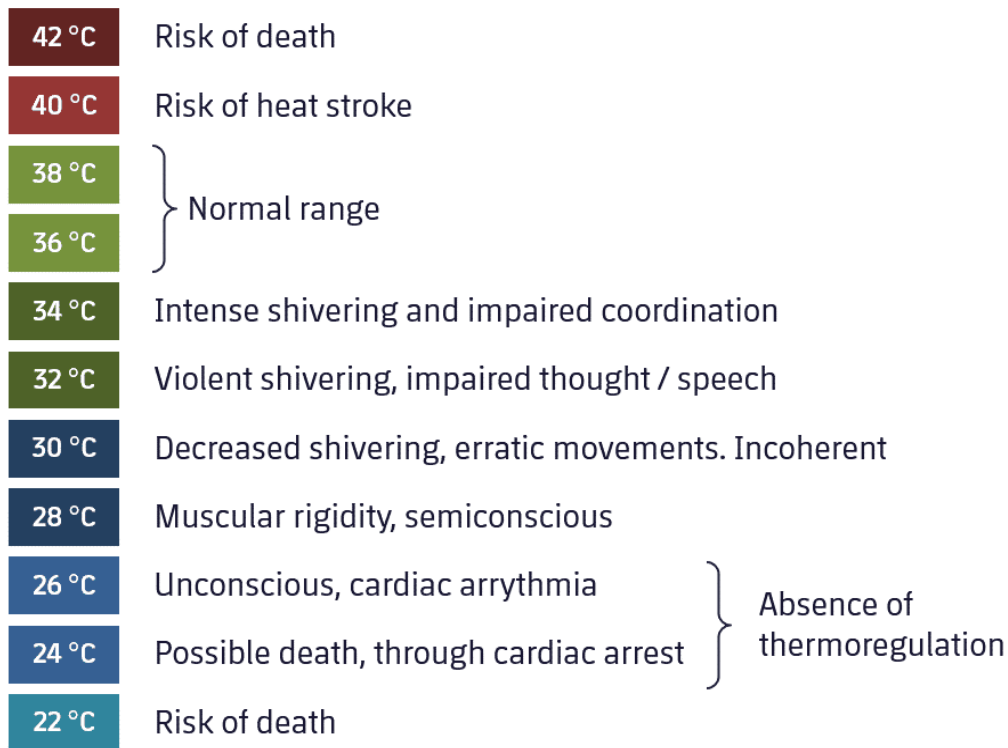 42 °C Risk of death
40 °C Risk of heat stroke
38 °C
Normal range
36 °C
34 °C Intense shivering and impaired coordination
32 °C Violent shivering, impaired thought / speech
30 °C Decreased shivering, erratic movements. Incoherent
28 °C Muscular rigidity, semiconscious
26 °C Unconscious, cardiac arrythmia
Absence of
thermoregulation
24 °C Possible death, through cardiac arrest
22 °C Risk of death